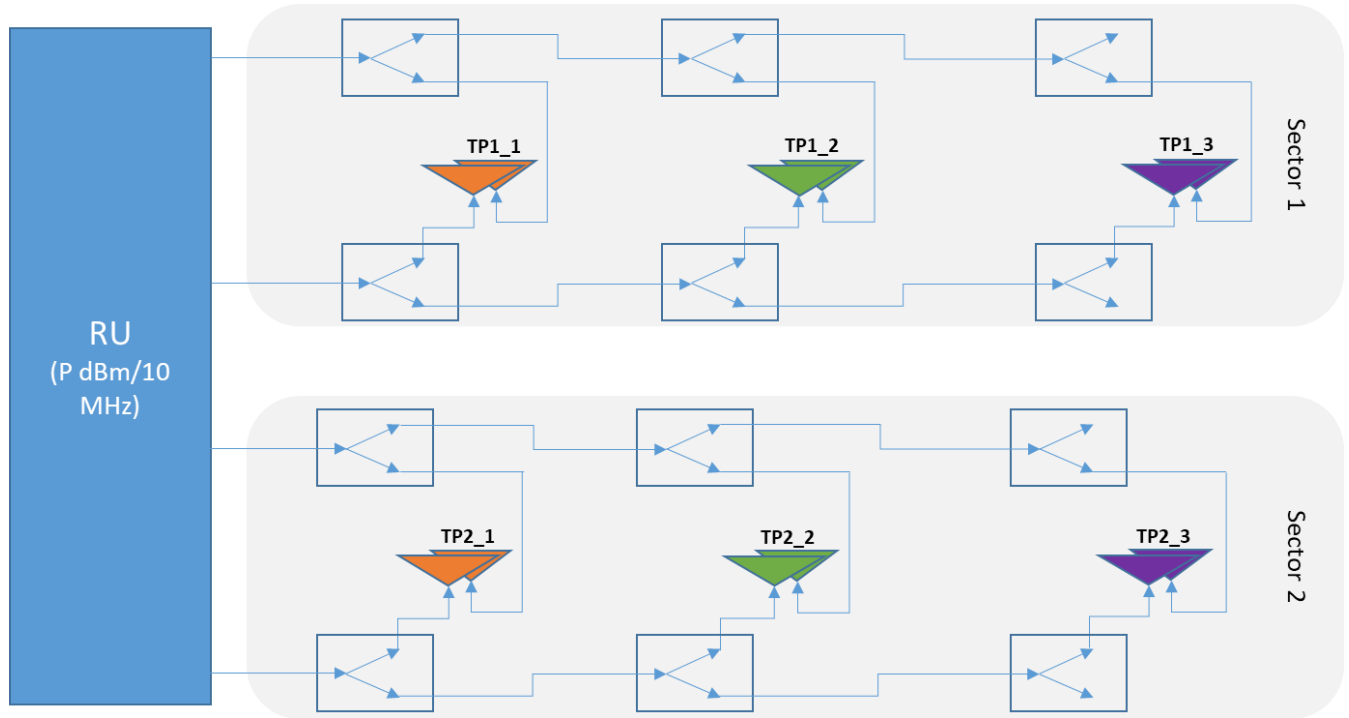 RU
(P dBm/10
MHz)
TP1_1
TP1_2
TP1_3
Sector 1
TP2_1
TP2_2
TP2_3
Sector 2